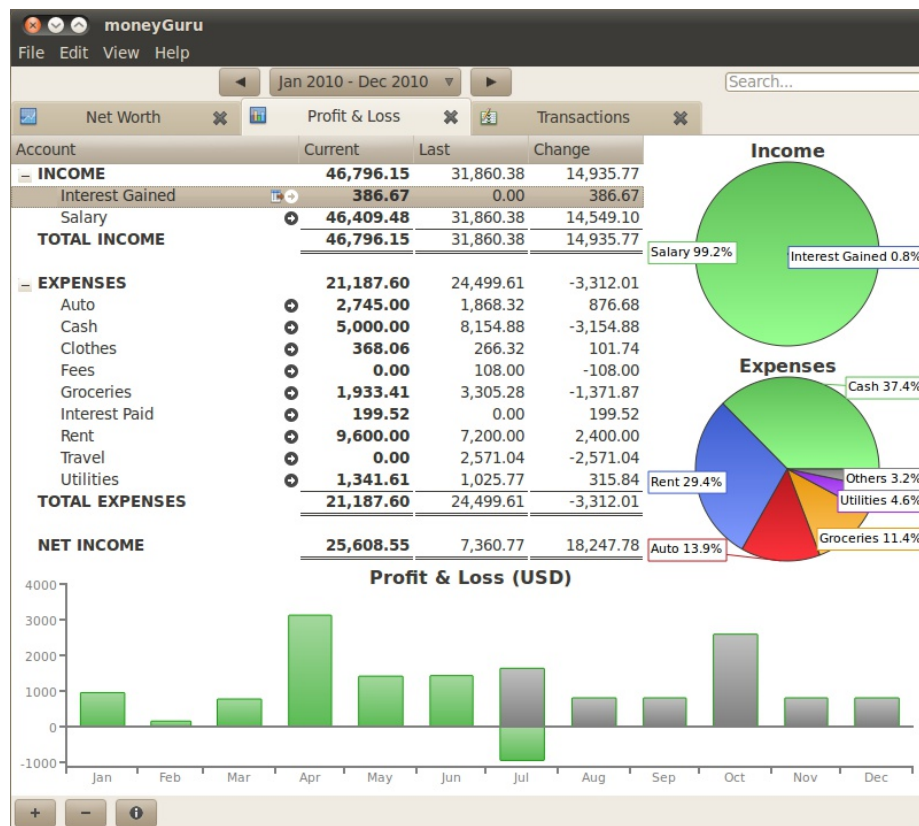 moneyGuru
File Edit View Help
Jan 2010 - Dec 2010
Search...
Net Worth
Profit & Loss
Transactions
Account Current Last Change
INCOME 46,796.15 31,860.38 14,935.77
Interest Gained 386.67 0.00 386.67
Salary 46,409.48 31,860.38 14,549.10
TOTAL INCOME 46,796.15 31,860.38 14,935.77
EXPENSES 21,187.60 24,499.61 -3,312.01
Auto 2,745.00 1,868.32 876.68
Cash 5,000.00 8,154.88 -3,154.88
Clothes 368.06 266.32 101.74
Fees 0.00 108.00 -108.00
Groceries 1,933.41 3,305.28 -1,371.87
Interest Paid 199.52 0.00 199.52
Rent 9,600.00 7,200.00 2,400.00
Travel 0.00 2,571.04 -2,571.04
Utilities 1,341.61 1,025.77 315.84
TOTAL EXPENSES 21,187.60 24,499.61 -3,312.01
NET INCOME 25,608.55 7,360.77 18,247.78
Income
Salary 99.2%
Interest Gained 0.8%
Expenses
Cash 37.4%
Others 3.2%
Rent 29.4%
Utilities 4.6%
Groceries 11.4%
Auto 13.9%
Profit & Loss (USD)
4000
3000
2000
1000
0
-1000
Jan Feb Mar Apr May Jun Jul Aug Sep Oct Nov Dec